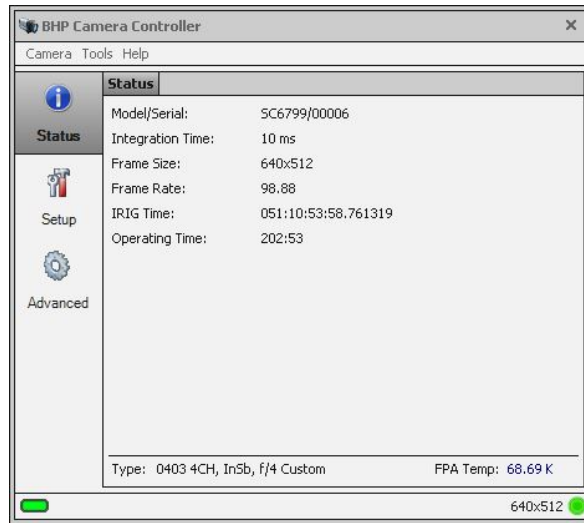 BHP Camera Controller
Camera Tools Help
Status
Status
Setup
Advanced
Model/Serial: SC6799/00006
Integration Time: 10 ms
Frame Size: 640x512
Frame Rate: 98.88
IRIG Time: 051:10:53:58.761319
Operating Time: 202:53
Type: 0403 4CH, InSb, f/4 Custom FPA Temp: 68.69 K
640x512